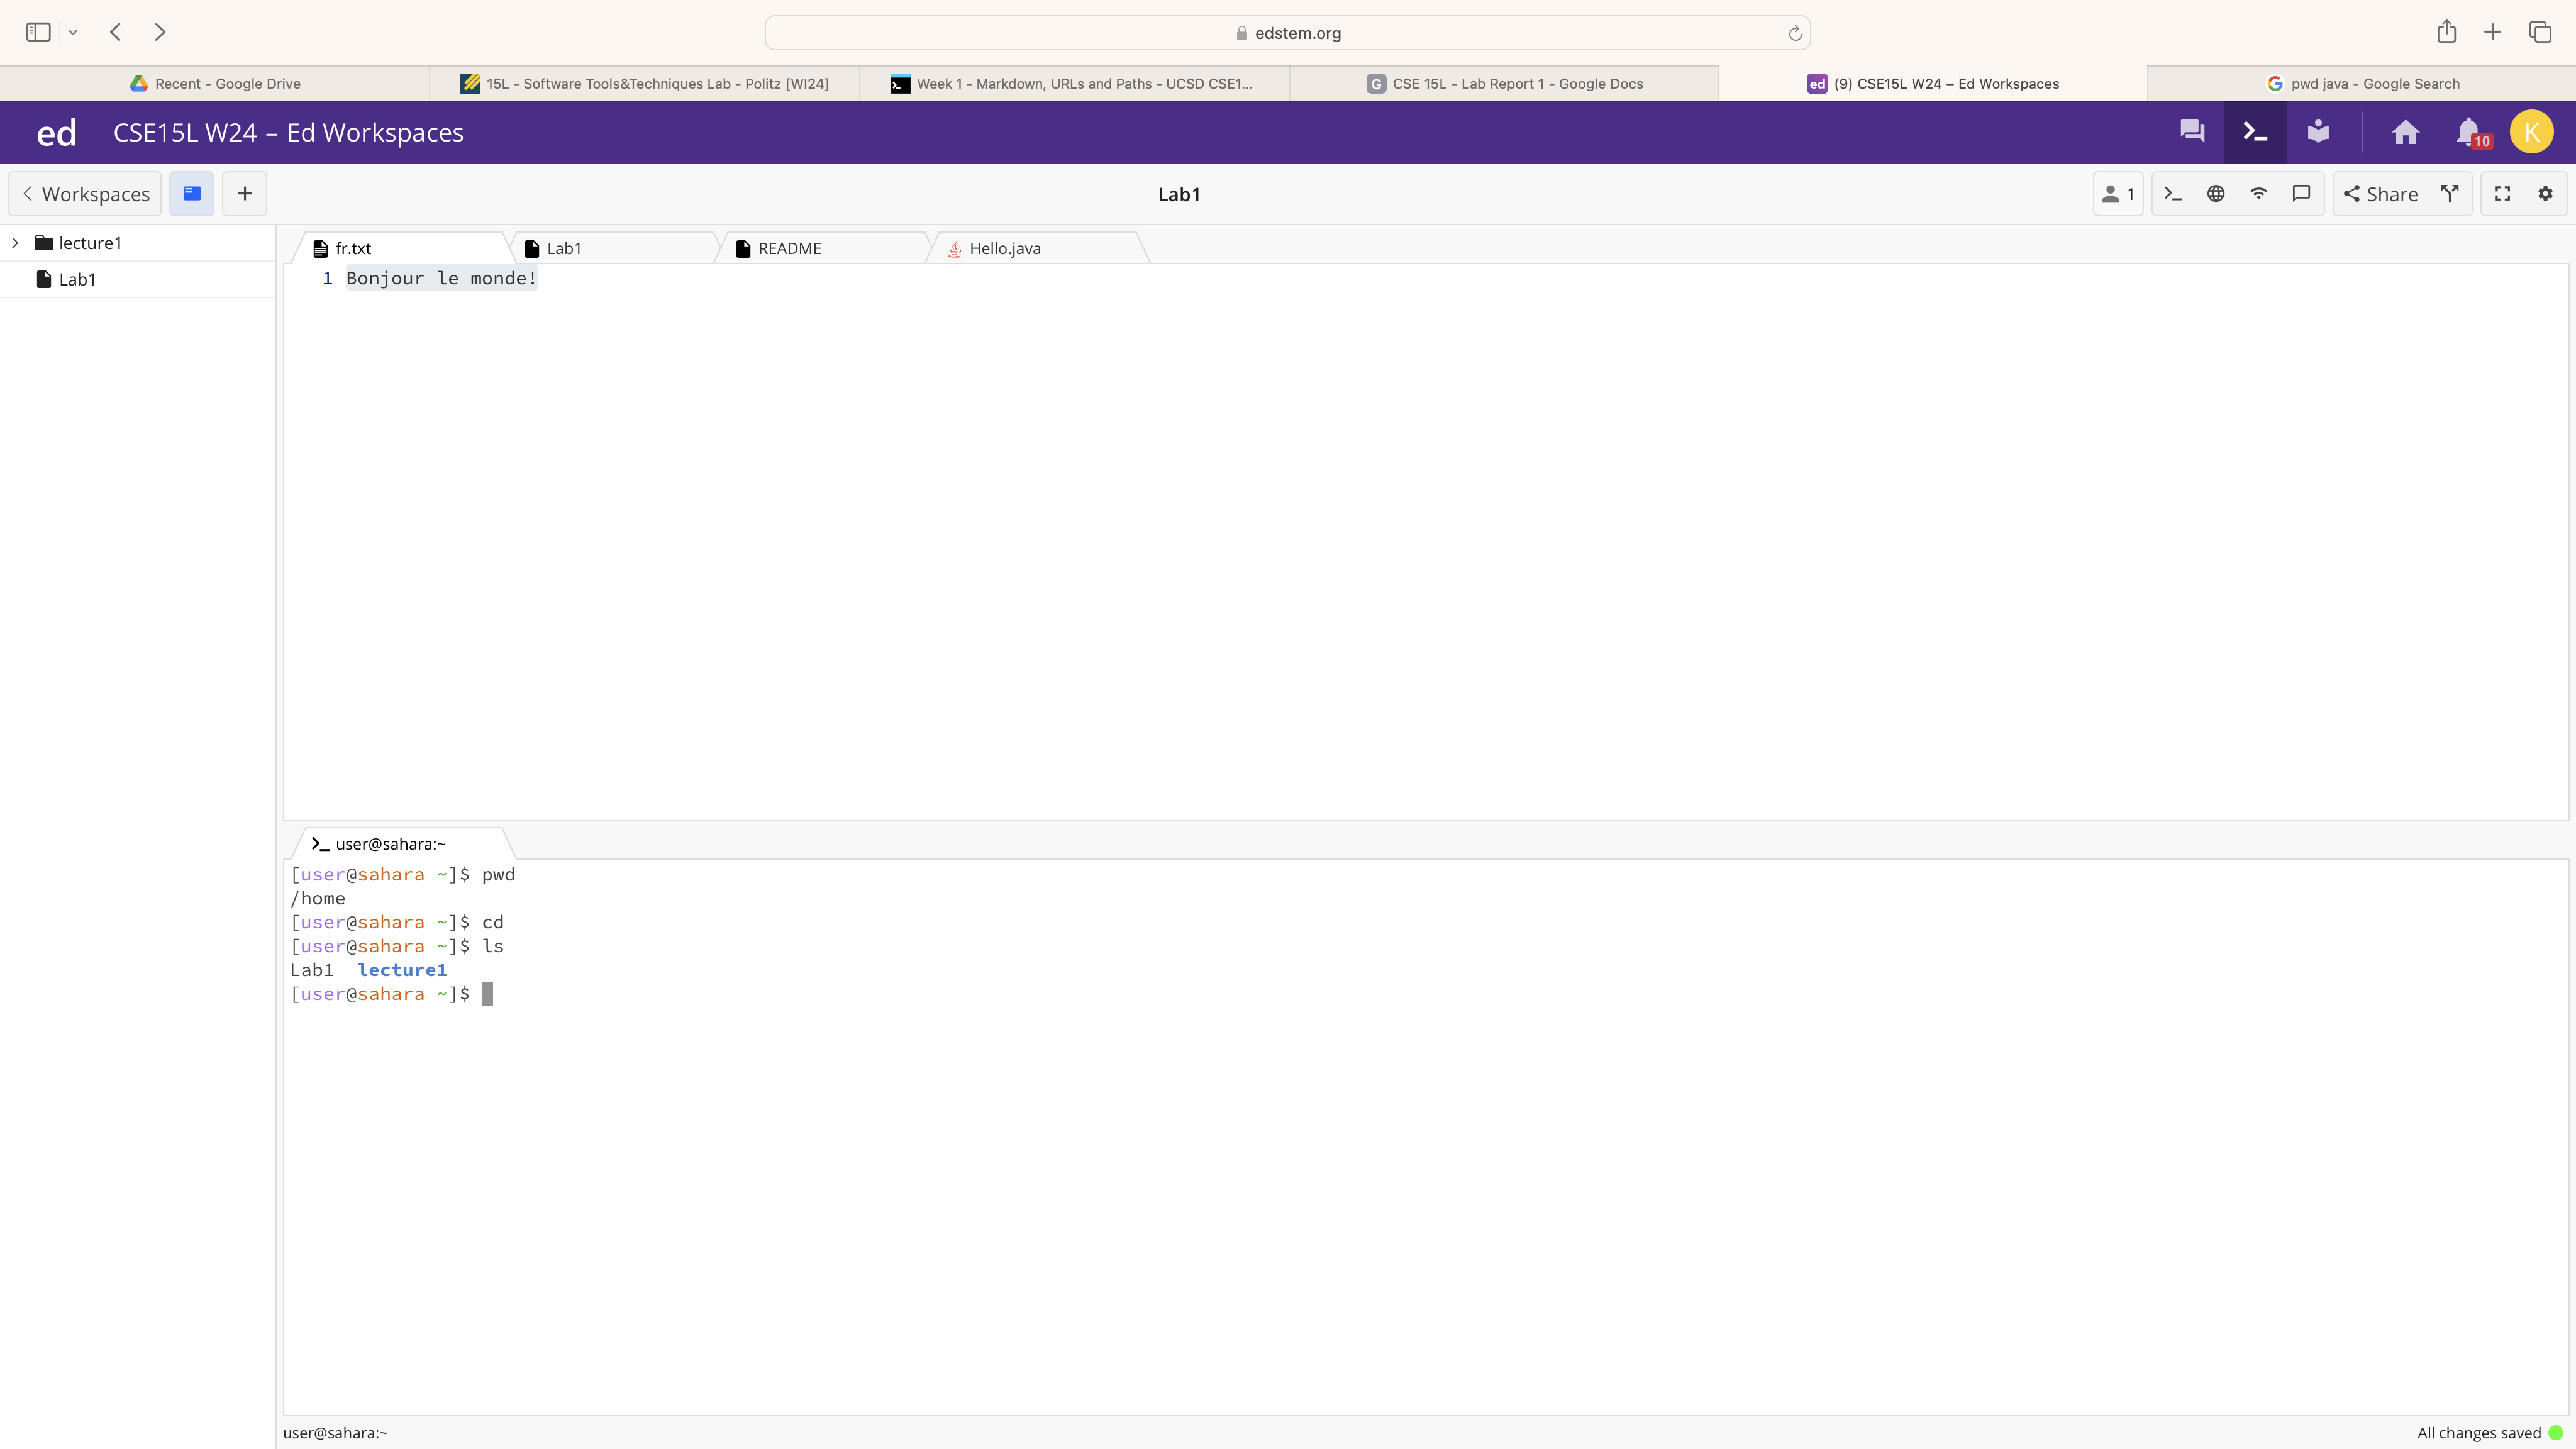 edstem.org
Recent - Google Drive
15L - Software Tools&Techniques Lab - Politz [WI24]
Week 1 - Markdown, URLs and Paths - UCSD CSE1...
G CSE 15L - Lab Report 1 - Google Docs
ed (9) CSE15L W24 – Ed Workspaces
pwd java - Google Search
ed CSE15L W24 – Ed Workspaces
10
K
Workspaces
Lab1
1
Share
lecture1
Lab1
fr.txt
Lab1
README
Hello.java
1 Bonjour le monde!
user@sahara:~
[user@sahara ~]$ pwd
/home
[user@sahara ~]$ cd
[user@sahara ~]$ ls
Lab1 lecture1
[user@sahara ~]$
user@sahara:~
All changes saved